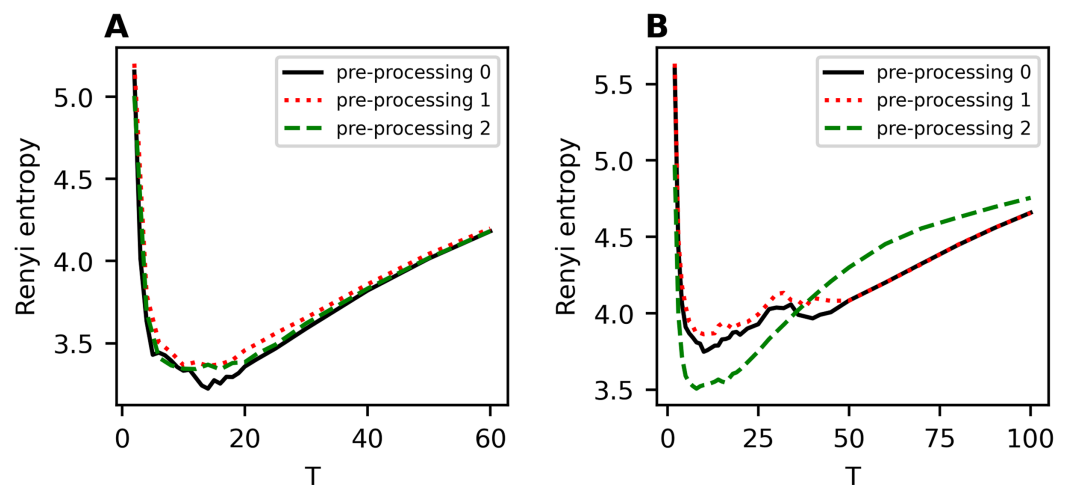 A
pre-processing 0
pre-processing 1
pre-processing 2
Renyi entropy
5.0
4.5
4.0
3.5
0
20
40
60
T
B
pre-processing 0
pre-processing 1
pre-processing 2
Renyi entropy
5.5
5.0
4.5
4.0
3.5
0
25
50
75
100
T